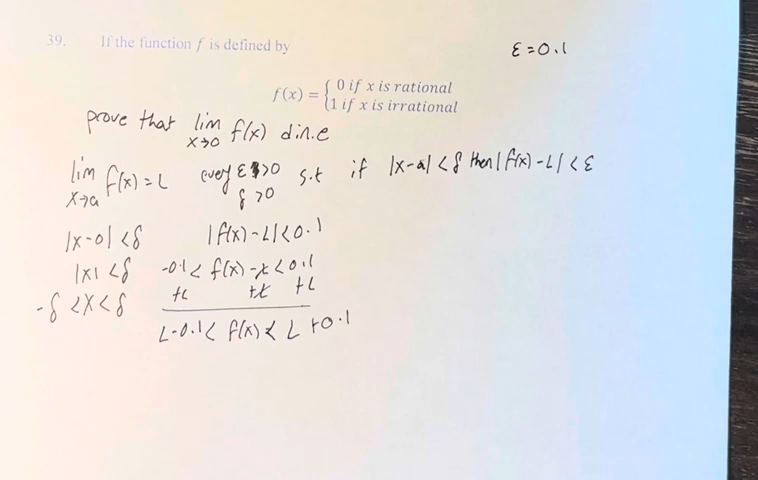 39. If the function f is defined by
ε = 0.1
f(x) = { 0 if x is rational
1 if x is irrational
prove that lim x→0 f(x) d.n.e
lim x→a f(x) = L every ε > 0 δ > 0 s.t if |x-a| < δ then |f(x) - L| < ε
|x-0| < δ |f(x) - L| < 0.1
|x| < δ -0.1 < f(x) - L < 0.1
+L +L +L
-δ < x < δ
L-0.1 < f(x) < L+0.1